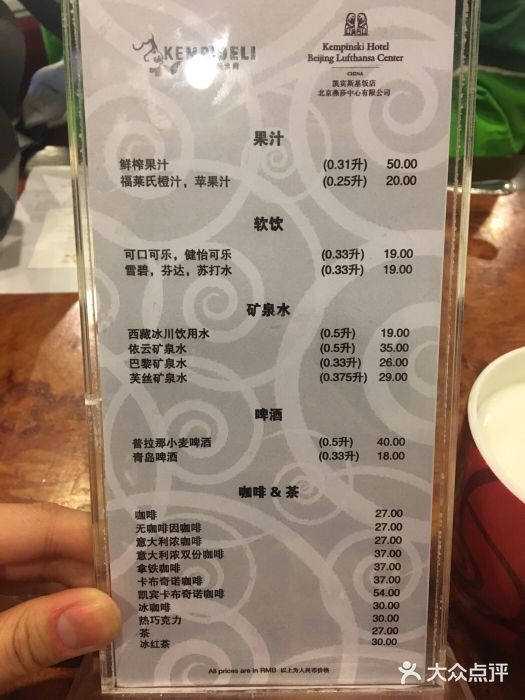 KEMPI DELI
Kempinski Hotel
Beijing Lufthansa Center
CHINA
凯宾斯基饭店
北京燕莎中心有限公司
果汁
鲜榨果汁 (0.31升) 50.00
福莱氏橙汁，苹果汁 (0.25升) 20.00
软饮
可口可乐，健怡可乐 (0.33升) 19.00
雪碧，芬达，苏打水 (0.33升) 19.00
矿泉水
西藏冰川饮用水 (0.5升) 19.00
依云矿泉水 (0.5升) 35.00
巴黎矿泉水 (0.33升) 26.00
芙丝矿泉水 (0.375升) 29.00
啤酒
普拉那小麦啤酒 (0.5升) 40.00
青岛啤酒 (0.33升) 18.00
咖啡 & 茶
咖啡 27.00
无咖啡因咖啡 27.00
意大利浓咖啡 27.00
意大利浓双份咖啡 37.00
拿铁咖啡 37.00
卡布奇诺咖啡 37.00
凯宾卡布奇诺咖啡 54.00
冰咖啡 30.00
热巧克力 30.00
茶 27.00
冰红茶 30.00
All prices are in RMB 以上为人民币价格
大众点评